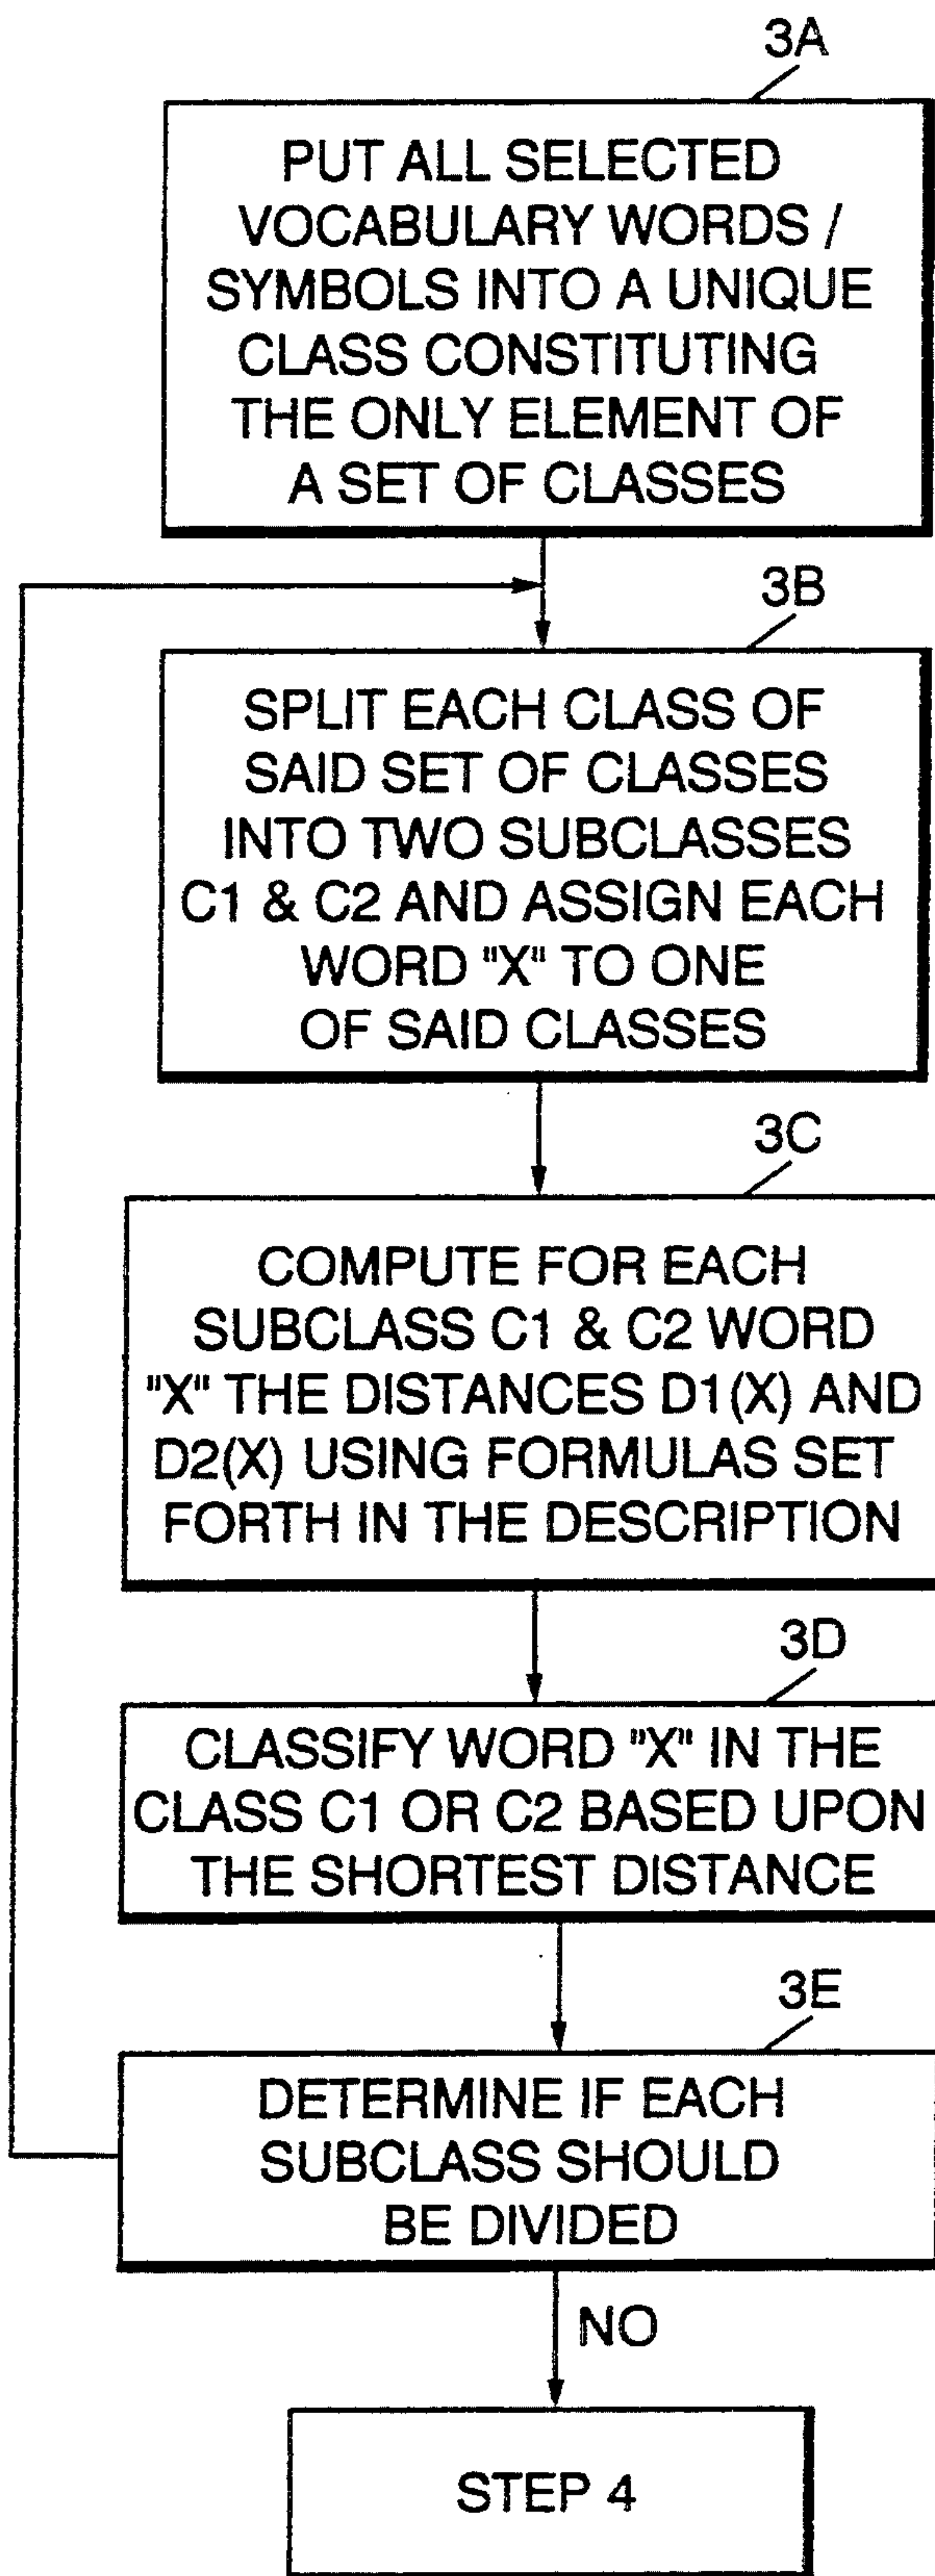 3A
PUT ALL SELECTED
VOCABULARY WORDS /
SYMBOLS INTO A UNIQUE
CLASS CONSTITUTING
THE ONLY ELEMENT OF
A SET OF CLASSES
3B
SPLIT EACH CLASS OF
SAID SET OF CLASSES
INTO TWO SUBCLASSES
C1 & C2 AND ASSIGN EACH
WORD "X" TO ONE
OF SAID CLASSES
3C
COMPUTE FOR EACH
SUBCLASS C1 & C2 WORD
"X" THE DISTANCES D1(X) AND
D2(X) USING FORMULAS SET
FORTH IN THE DESCRIPTION
3D
CLASSIFY WORD "X" IN THE
CLASS C1 OR C2 BASED UPON
THE SHORTEST DISTANCE
3E
DETERMINE IF EACH
SUBCLASS SHOULD
BE DIVIDED
NO
STEP 4